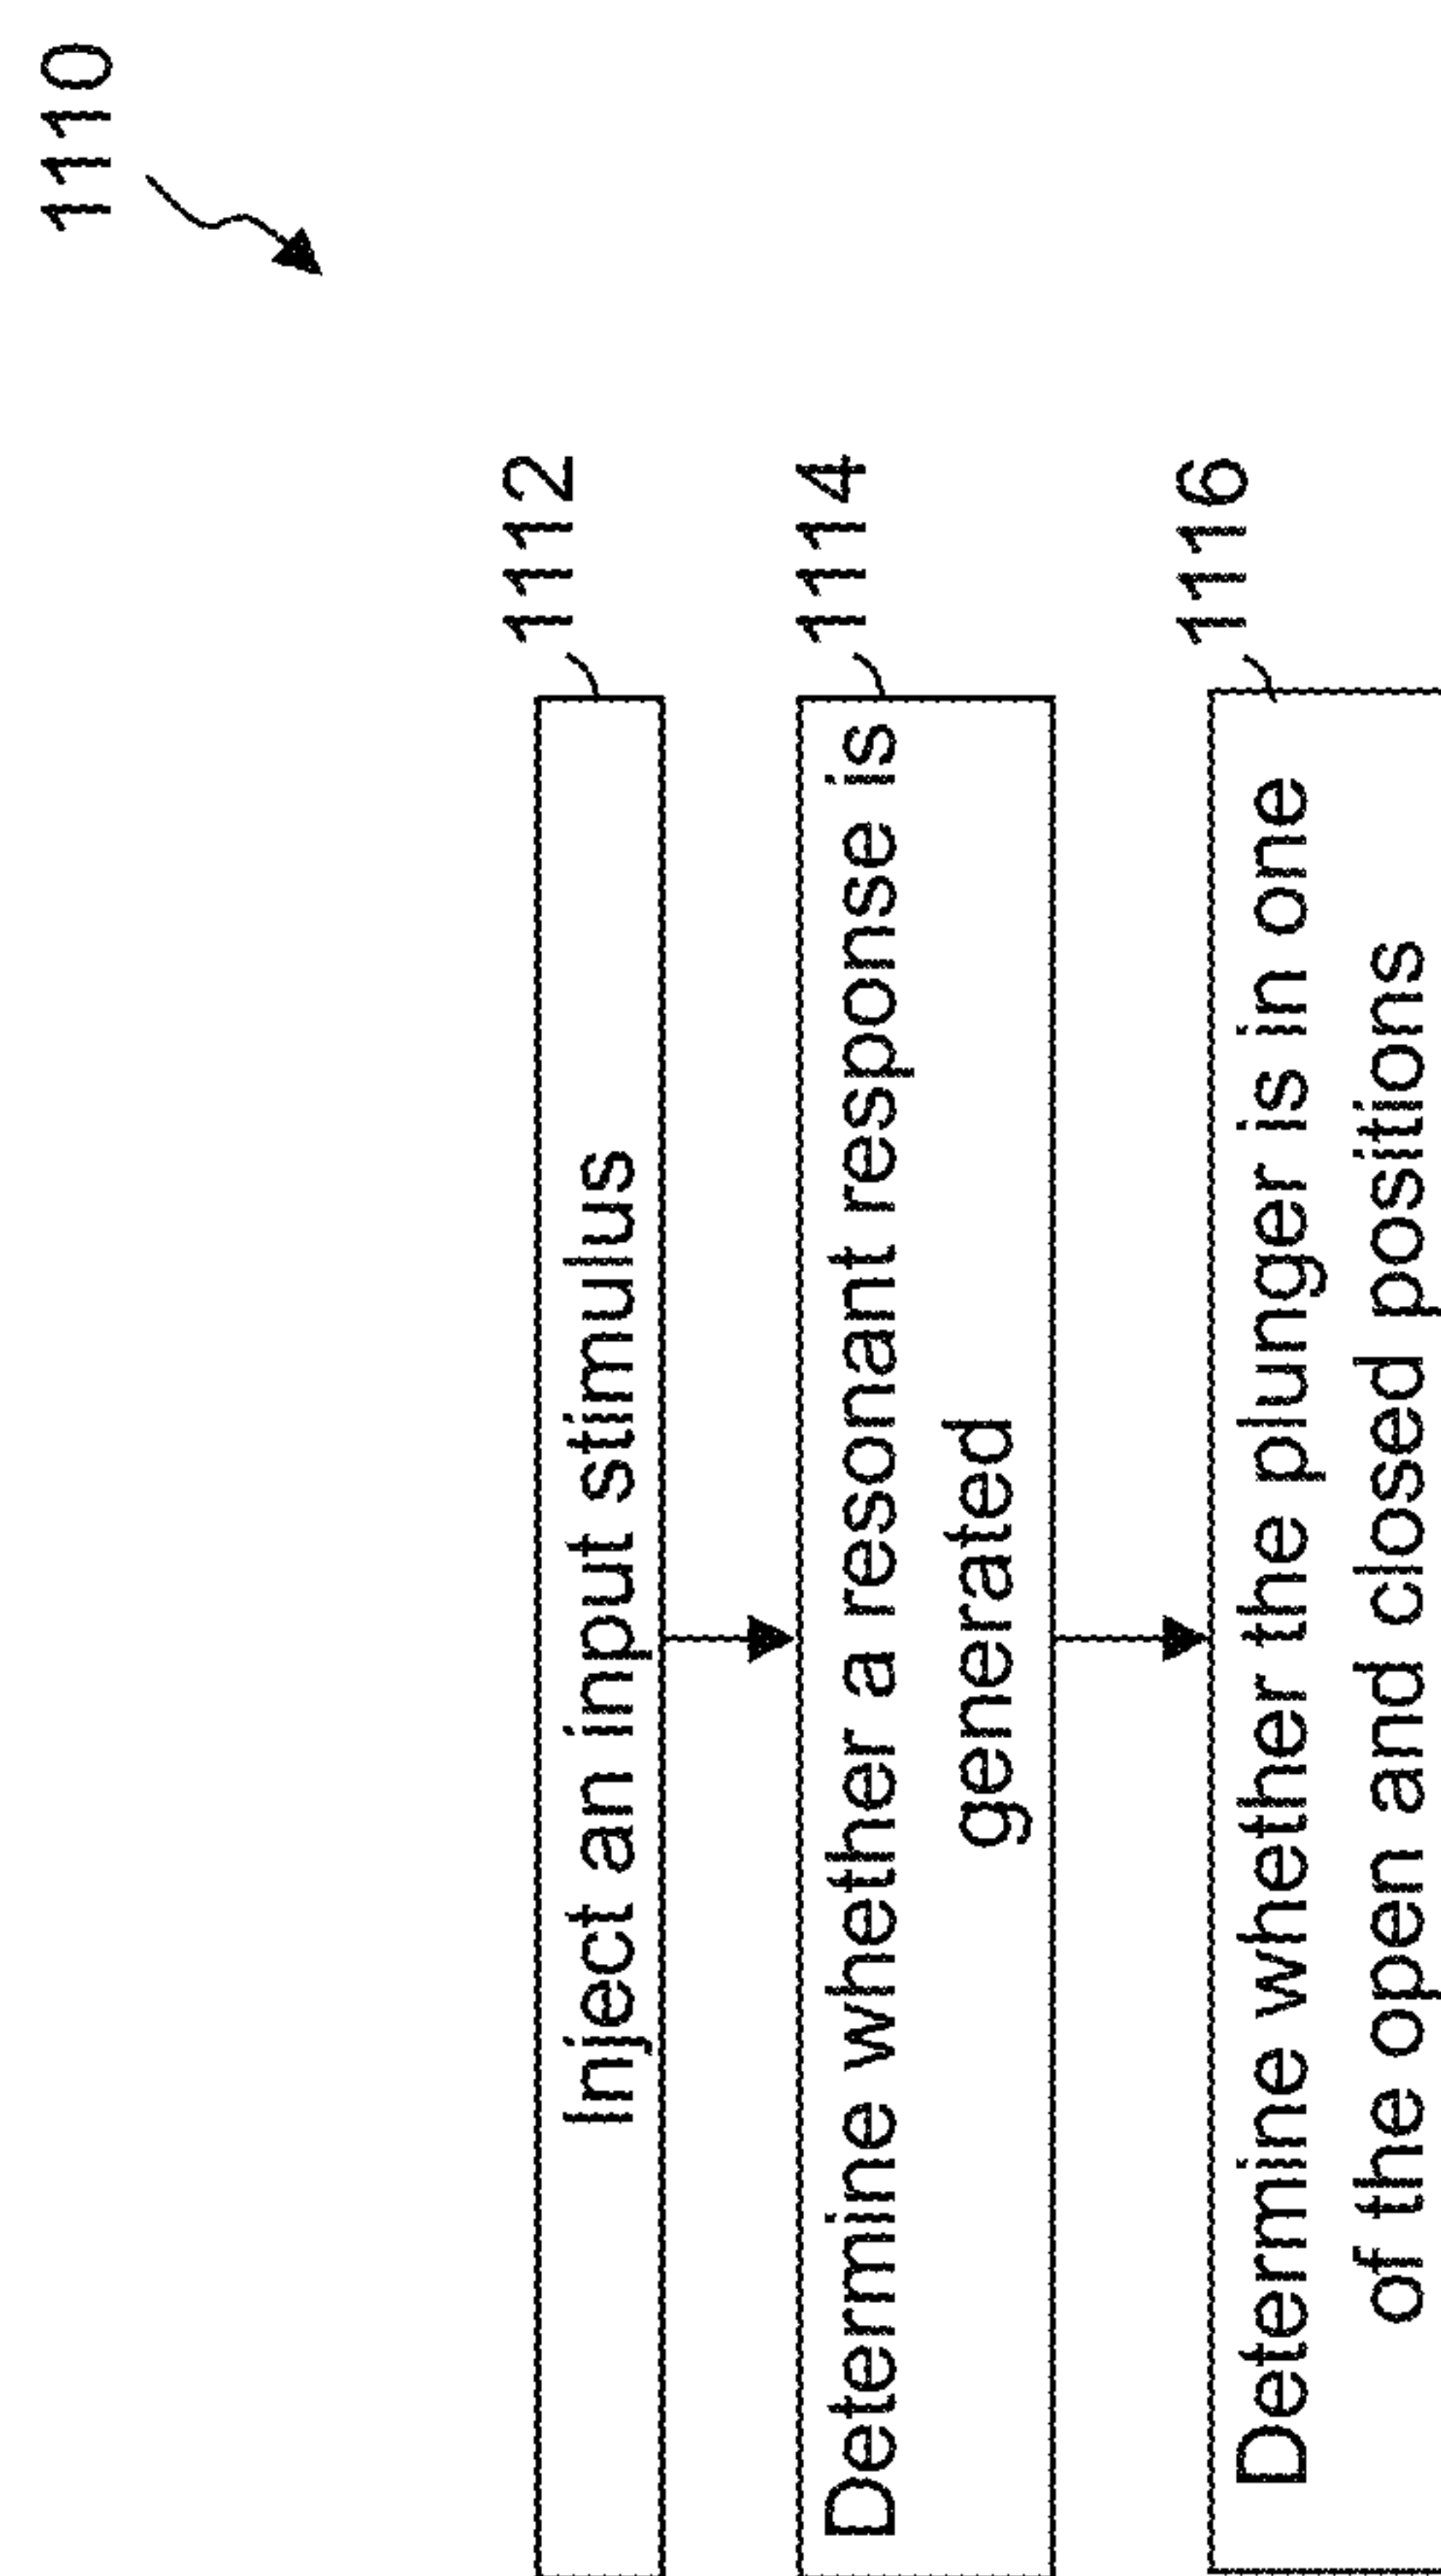 1110
1112
Inject an input stimulus
1114
Determine whether a resonant response is
generated
1116
Determine whether the plunger is in one
of the open and closed positions